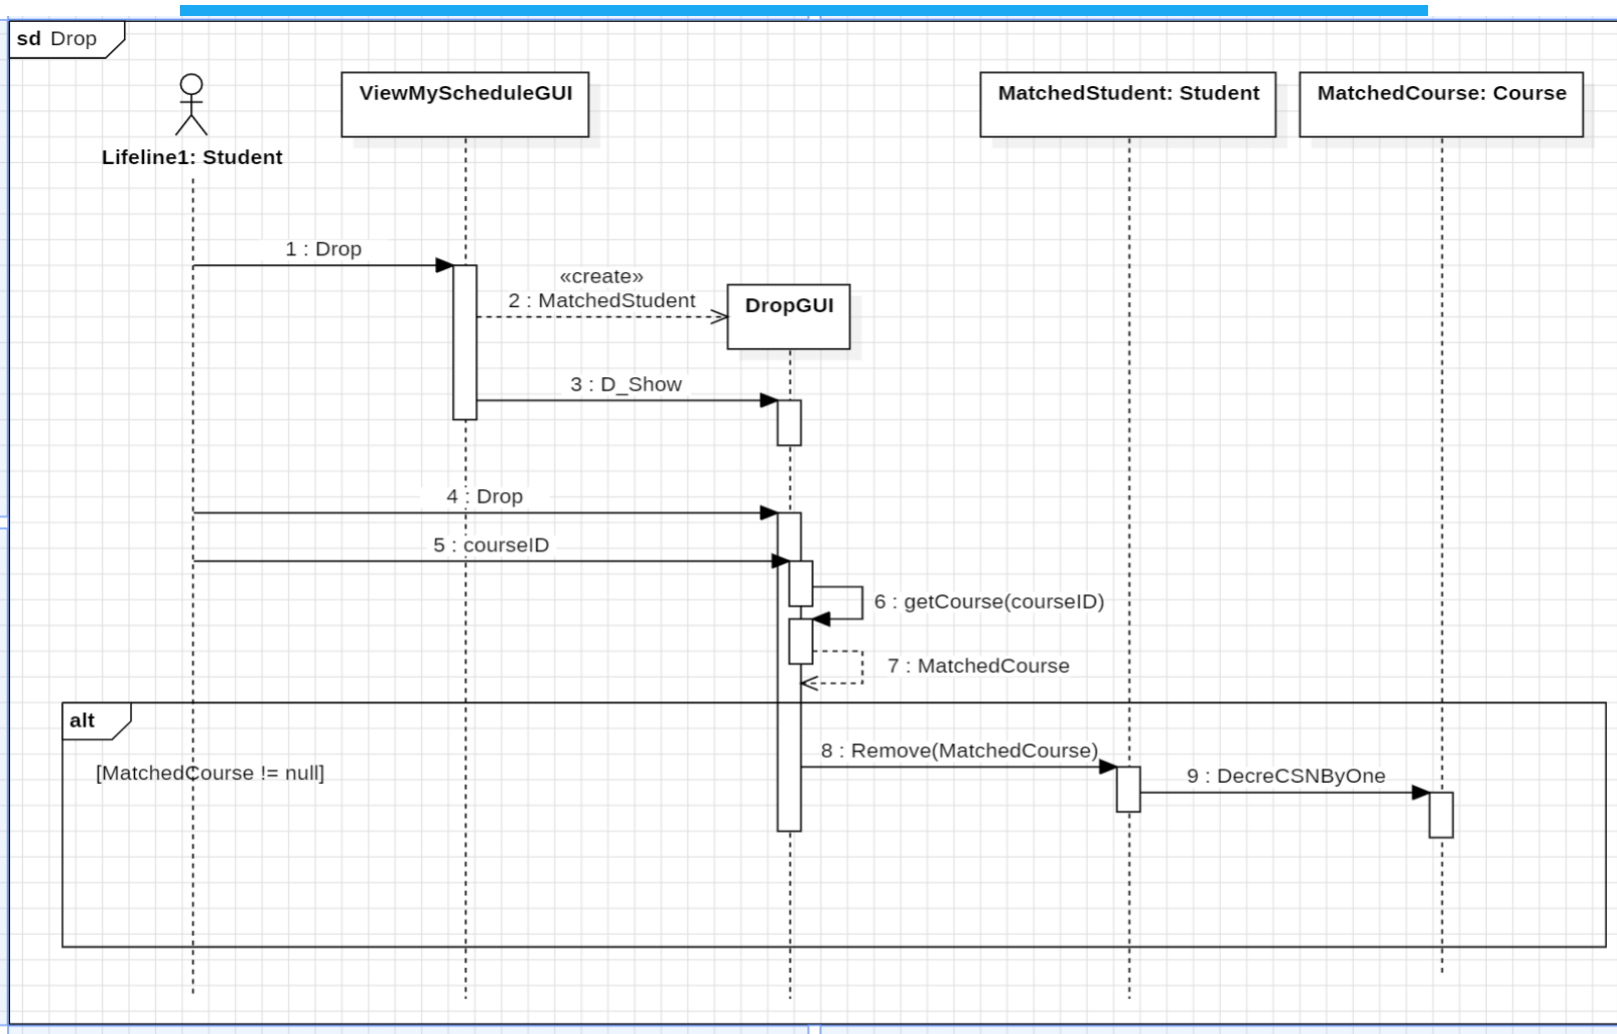 sd Drop
ViewMyScheduleGUI
MatchedStudent: Student
MatchedCourse: Course
Lifeline1: Student
1 : Drop
«create»
2 : MatchedStudent
DropGUI
3 : D_Show
4 : Drop
5 : courseID
6 : getCourse(courseID)
7 : MatchedCourse
alt
8 : Remove(MatchedCourse)
[MatchedCourse != null]
9 : DecreCSNByOne